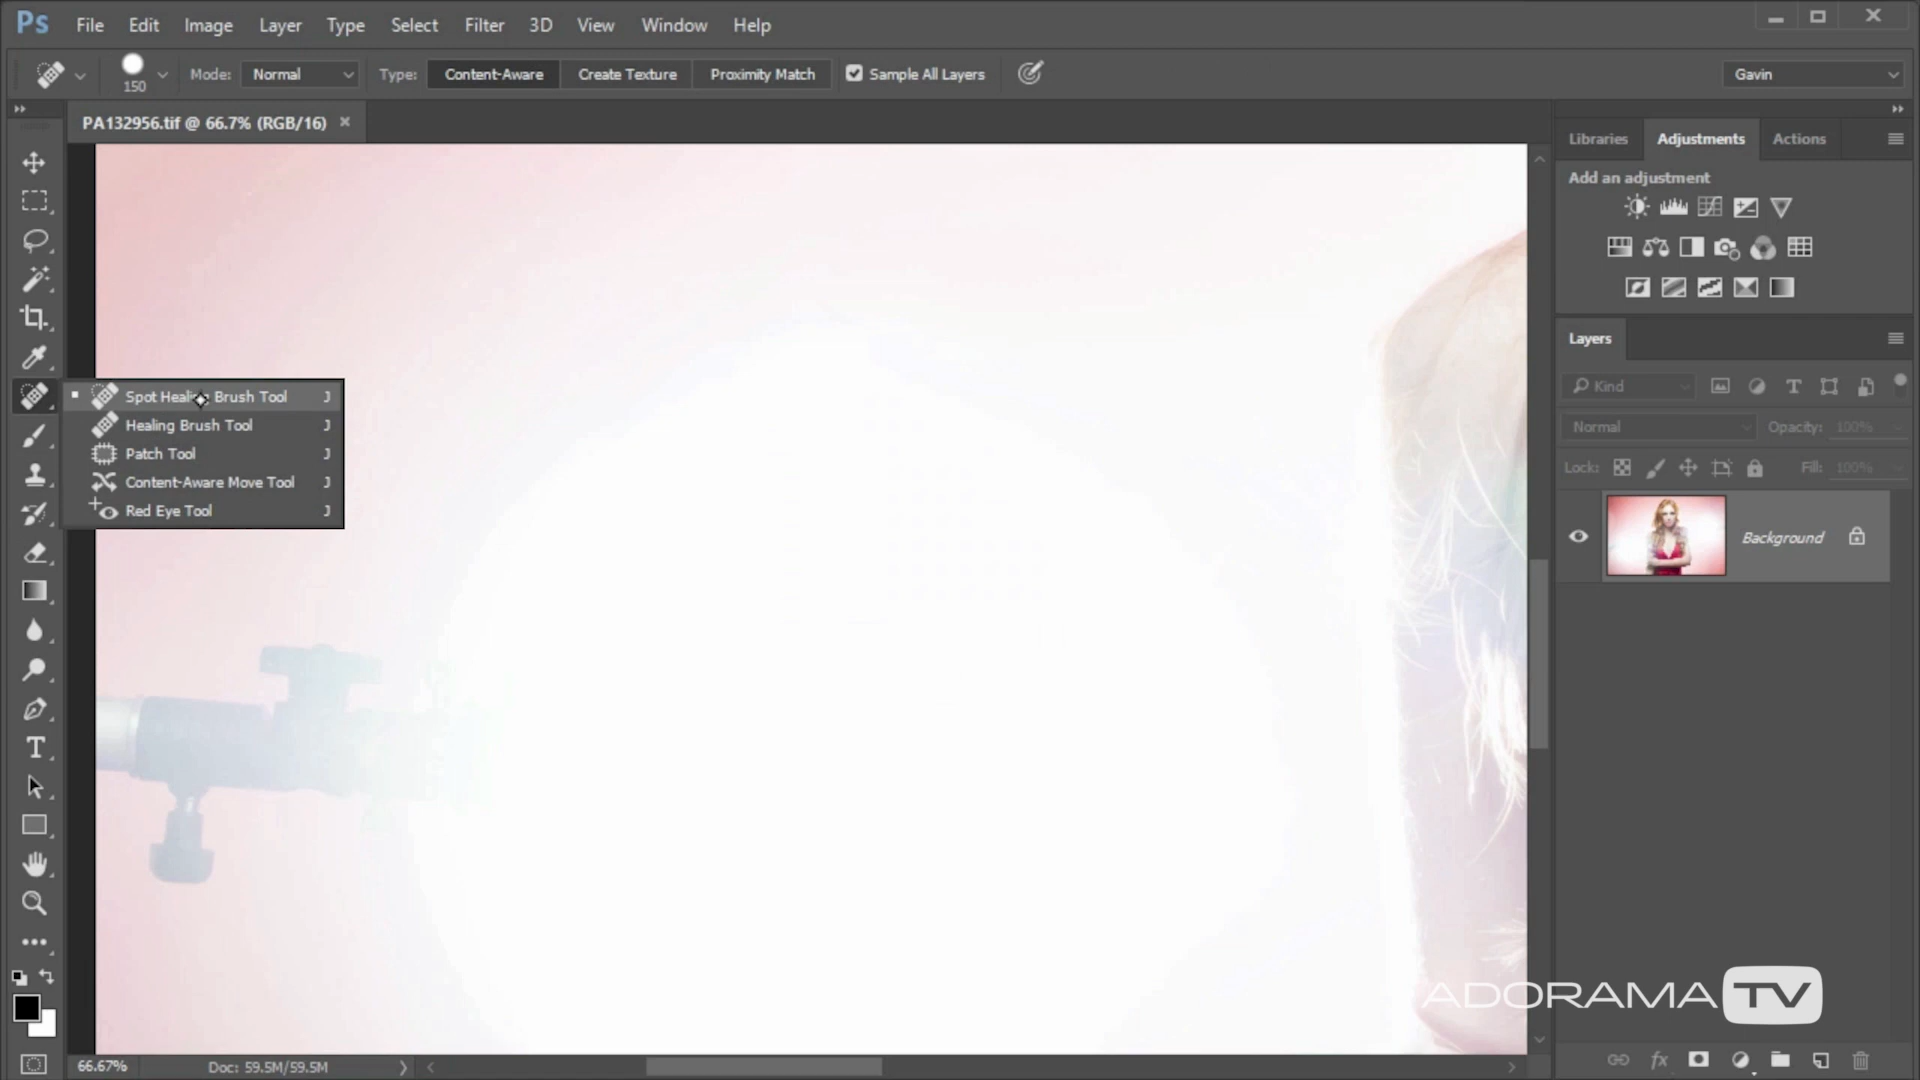 Ps File Edit Image Layer Type Select Filter 3D View Window Help
150 Mode: Normal Type: Content-Aware Create Texture Proximity Match Sample All Layers Gavin
PA132956.tif @ 66.7% (RGB/16)
Libraries Adjustments Actions
Add an adjustment
Layers
Kind
Normal Opacity: 100%
Lock: Fill: 100%
Background
Spot Healing Brush Tool J
Healing Brush Tool J
Patch Tool J
Content-Aware Move Tool J
Red Eye Tool J
ADORAMA TV
66.67% Doc: 59.5M/59.5M